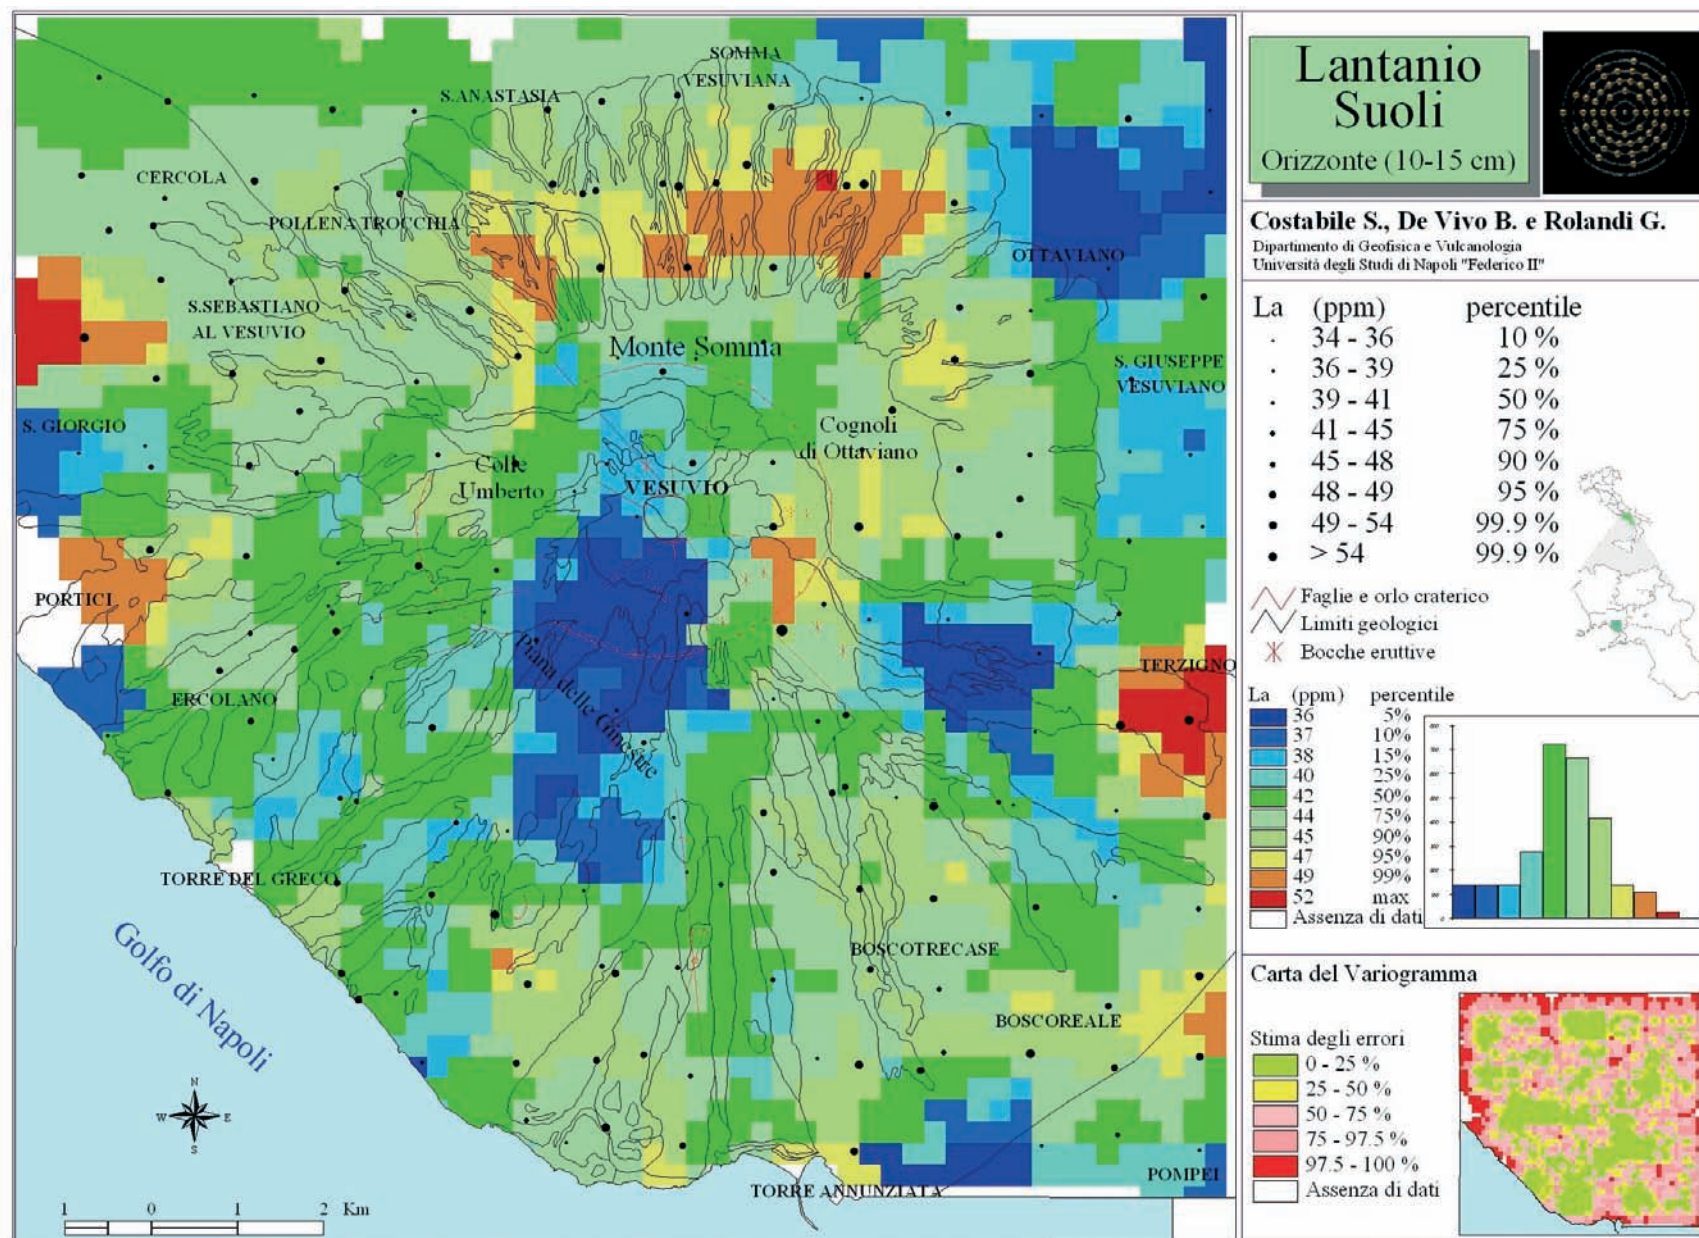 SOMMA
VESUVIANA
S.ANASTASIA
CERCOLA
POLLENA TROCCHIA
OTTAVIANO
S.SEBASTIANO
AL VESUVIO
Monte Somma
S. GIUSEPPE
VESUVIANO
S. GIORGIO
Cognoli
di Ottaviano
Colle
Umberto
VESUVIO
PORTICI
Piana delle Ginestre
TERZIGNO
ERCOLANO
TORRE DEL GRECO
BOSCOTRECASE
Golfo di Napoli
BOSCOREALE
N
W
E
S
POMPEI
TORRE ANNUNZIATA
1 0 1 2 Km
Lantanio
Suoli
Orizzonte (10-15 cm)
Costabile S., De Vivo B. e Rolandi G.
Dipartimento di Geofisica e Vulcanologia
Università degli Studi di Napoli "Federico II"
La (ppm) percentile
34 - 36 10 %
36 - 39 25 %
39 - 41 50 %
41 - 45 75 %
45 - 48 90 %
48 - 49 95 %
49 - 54 99.9 %
> 54 99.9 %
Faglie e orlo craterico
Limiti geologici
Bocche eruttive
La (ppm) percentile
36 5%
37 10%
38 15%
40 25%
42 50%
44 75%
45 90%
47 95%
49 99%
52 max
Assenza di dati
Carta del Variogramma
Stima degli errori
0 - 25 %
25 - 50 %
50 - 75 %
75 - 97.5 %
97.5 - 100 %
Assenza di dati